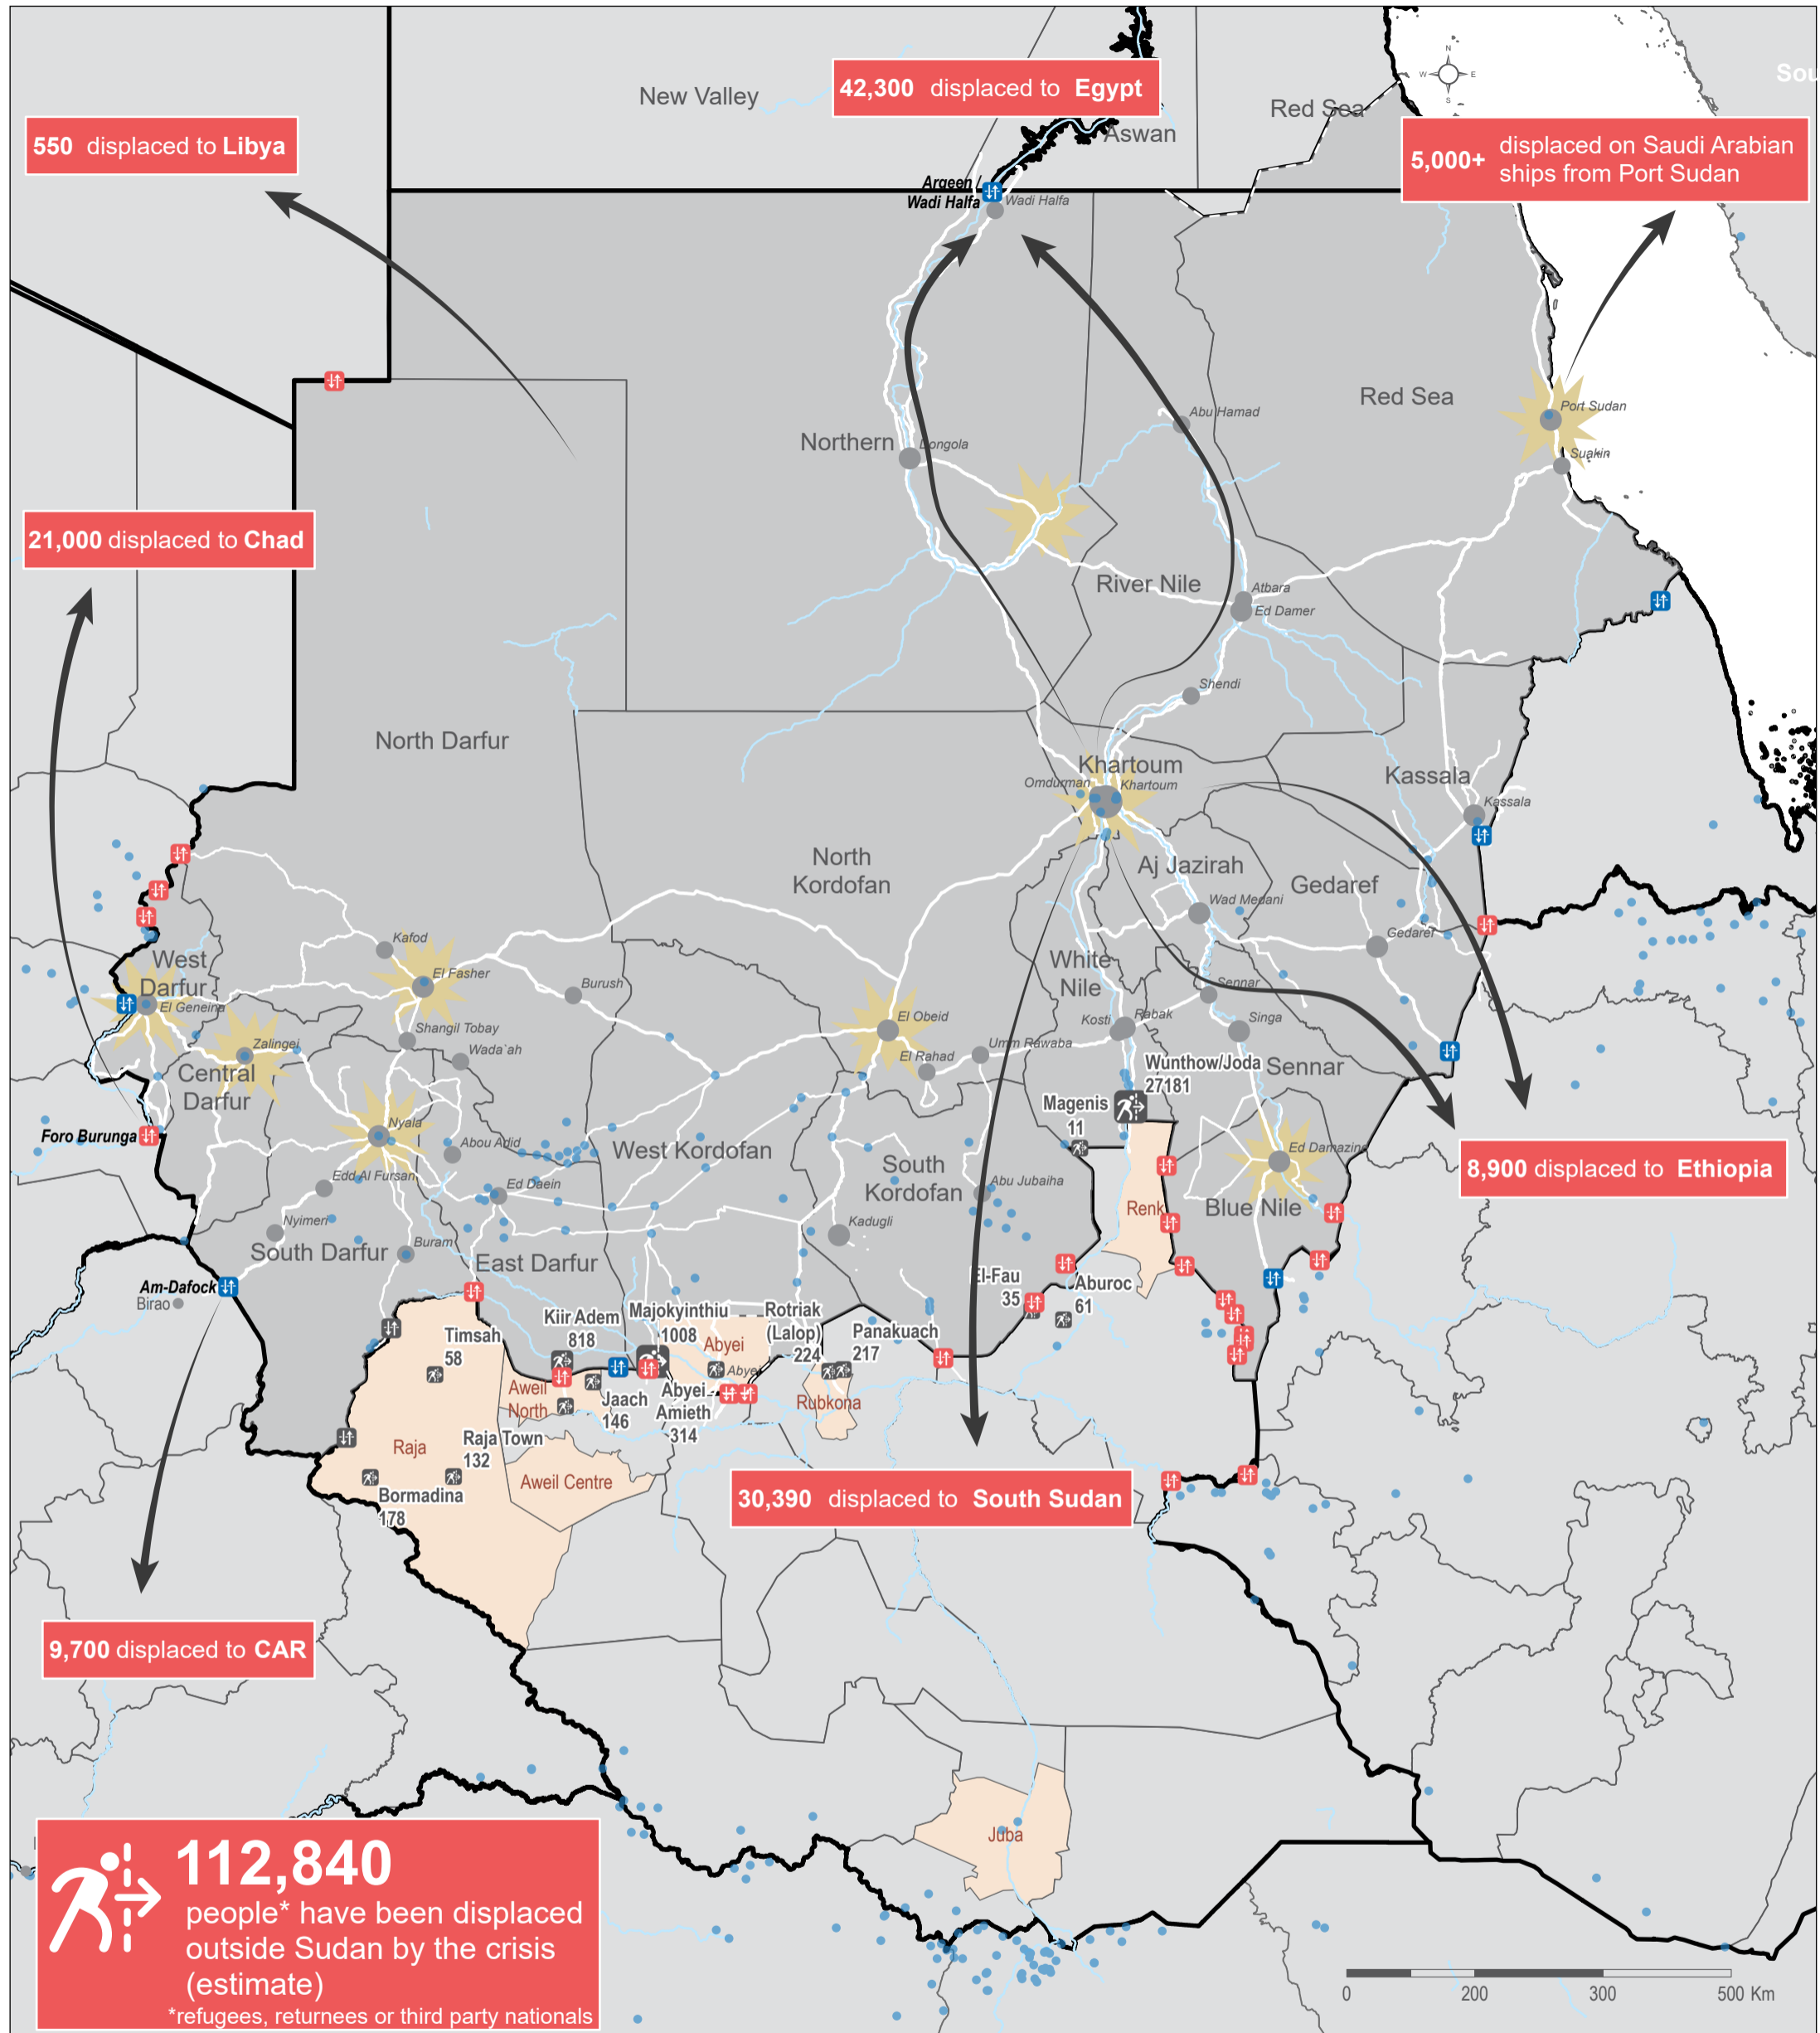 New Valley
42,300 displaced to Egypt
Red Sea
N
W E
S
Sou
550 displaced to Libya
Aswan
5,000+ displaced on Saudi Arabian
ships from Port Sudan
Argeen /
Wadi Halfa
Wadi Halfa
Red Sea
Abu Hamad
Port Sudan
Northern
Dongola
Suakin
21,000 displaced to Chad
River Nile
Atbara
Ed Damer
Shendi
North Darfur
Khartoum
Omdurman
Khartoum
Kassala
Kassala
North
Kordofan
Aj Jazirah
Gedaref
Wad Medani
Kafod
Gedaref
West
Darfur
El Fasher
Burush
White
Nile
Sennar
El Geneina
El Obeid
Kosti
Rabak
Singa
Shangil Tobay
Zalingei
Wada`ah
El Rahad
Umm Rawaba
Central
Darfur
Wunthow/Joda
27181
Sennar
Magenis
11
Nyala
Foro Burunga
Abou Adid
West Kordofan
Ed Damazine
8,900 displaced to Ethiopia
Edd Al Fursan
Ed Daein
South
Kordofan
Abu Jubaiha
Renk
Blue Nile
Nyimeri
Kadugli
South Darfur
Buram
East Darfur
Am-Dafock
Birao
El-Fau
35
Aburoc
61
Kiir Adem
818
Majokyinthiu
1008
Rotriak
(Lalop)
224
Panakuach
217
Timsah
58
Abyei
Abyei
Aweil
North
Jaach
146
Abyei-
Amieth
314
Rubkona
Raja
Raja Town
132
Aweil Centre
Bormadina
178
30,390 displaced to South Sudan
9,700 displaced to CAR
Juba
112,840
people* have been displaced
outside Sudan by the crisis
(estimate)
*refugees, returnees or third party nationals
0 200 300 500 Km